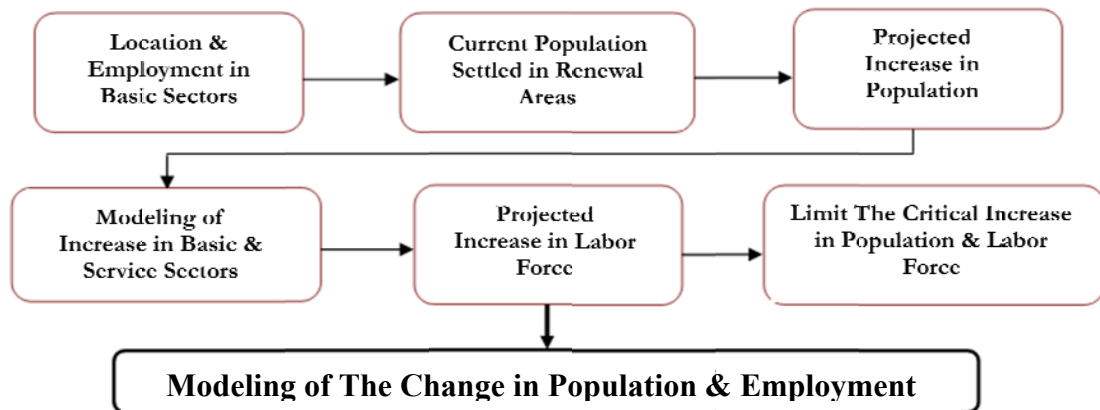 Location &
Employment in
Basic Sectors
Current Population
Settled in Renewal
Areas
Projected
Increase in
Population
Modeling of
Increase in Basic &
Service Sectors
Projected
Increase in Labor
Force
Limit The Critical Increase
in Population & Labor
Force
Modeling of The Change in Population & Employment